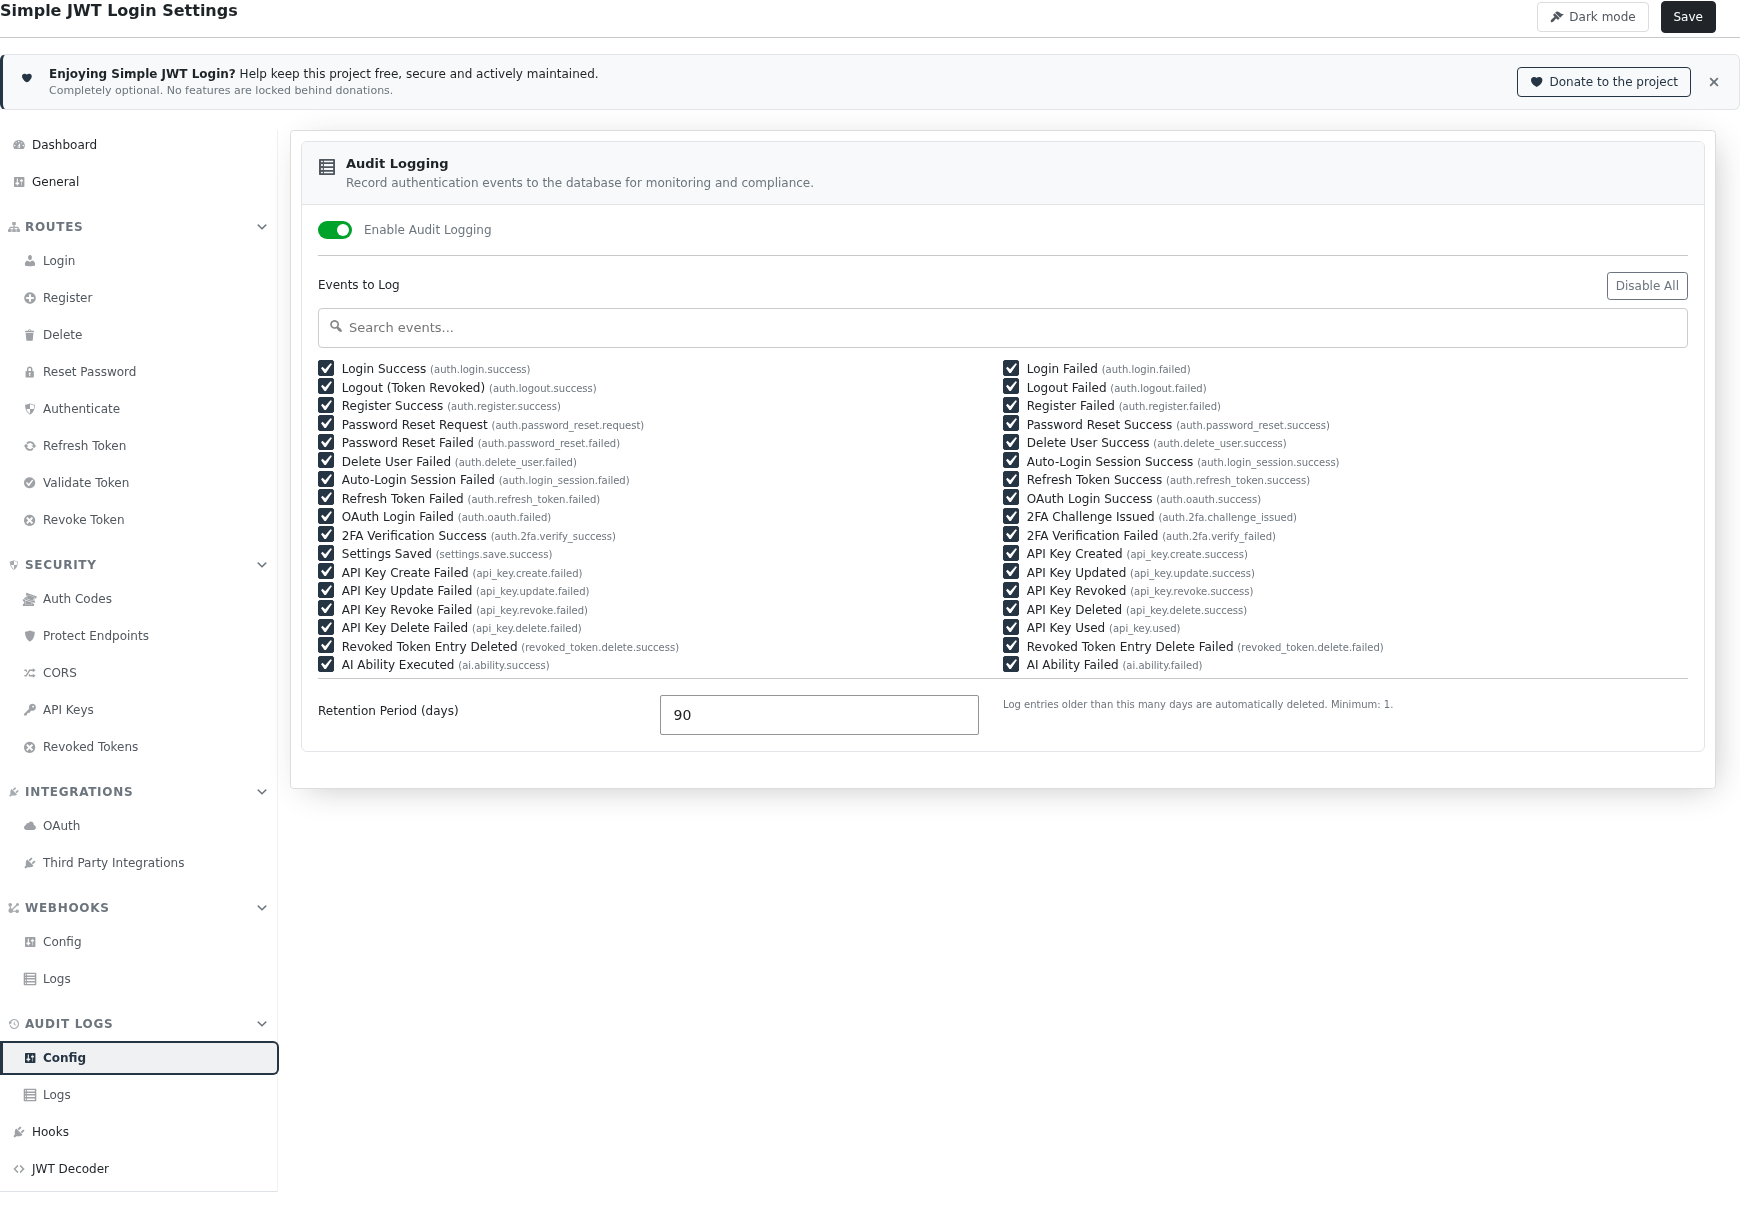 Simple JWT Login Settings
Dark mode
Save
Enjoying Simple JWT Login? Help keep this project free, secure and actively maintained.
Completely optional. No features are locked behind donations.
Donate to the project
Dashboard
General
ROUTES
Login
Register
Delete
Reset Password
Authenticate
Refresh Token
Validate Token
Revoke Token
SECURITY
Auth Codes
Protect Endpoints
CORS
API Keys
Revoked Tokens
INTEGRATIONS
OAuth
Third Party Integrations
WEBHOOKS
Config
Logs
AUDIT LOGS
Config
Logs
Hooks
JWT Decoder
Audit Logging
Record authentication events to the database for monitoring and compliance.
Enable Audit Logging
Events to Log
Disable All
Search events...
Login Success (auth.login.success)
Login Failed (auth.login.failed)
Logout (Token Revoked) (auth.logout.success)
Logout Failed (auth.logout.failed)
Register Success (auth.register.success)
Register Failed (auth.register.failed)
Password Reset Request (auth.password_reset.request)
Password Reset Success (auth.password_reset.success)
Password Reset Failed (auth.password_reset.failed)
Delete User Success (auth.delete_user.success)
Delete User Failed (auth.delete_user.failed)
Auto-Login Session Success (auth.login_session.success)
Auto-Login Session Failed (auth.login_session.failed)
Refresh Token Success (auth.refresh_token.success)
Refresh Token Failed (auth.refresh_token.failed)
OAuth Login Success (auth.oauth.success)
OAuth Login Failed (auth.oauth.failed)
2FA Challenge Issued (auth.2fa.challenge_issued)
2FA Verification Success (auth.2fa.verify_success)
2FA Verification Failed (auth.2fa.verify_failed)
Settings Saved (settings.save.success)
API Key Created (api_key.create.success)
API Key Create Failed (api_key.create.failed)
API Key Updated (api_key.update.success)
API Key Update Failed (api_key.update.failed)
API Key Revoked (api_key.revoke.success)
API Key Revoke Failed (api_key.revoke.failed)
API Key Deleted (api_key.delete.success)
API Key Delete Failed (api_key.delete.failed)
API Key Used (api_key.used)
Revoked Token Entry Deleted (revoked_token.delete.success)
Revoked Token Entry Delete Failed (revoked_token.delete.failed)
AI Ability Executed (ai.ability.success)
AI Ability Failed (ai.ability.failed)
Retention Period (days)
90
Log entries older than this many days are automatically deleted. Minimum: 1.